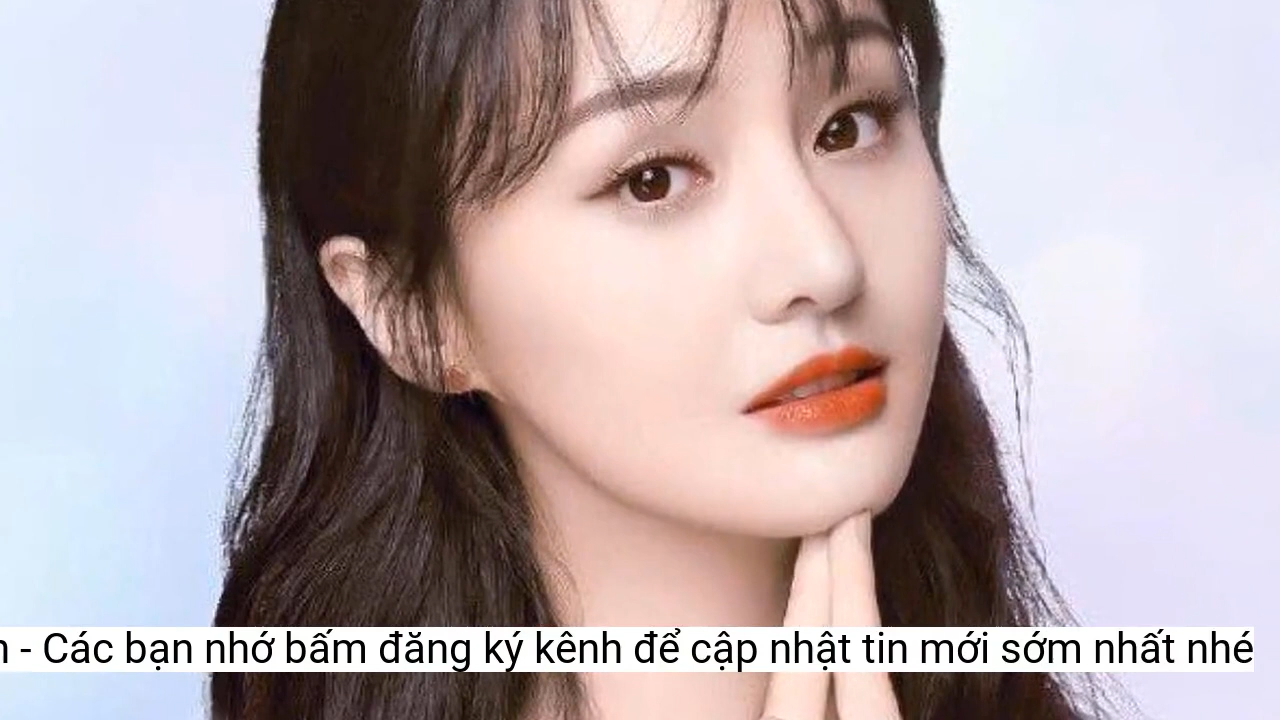 - Các bạn nhớ bấm đăng ký kênh để cập nhật tin mới sớm nhất nhé